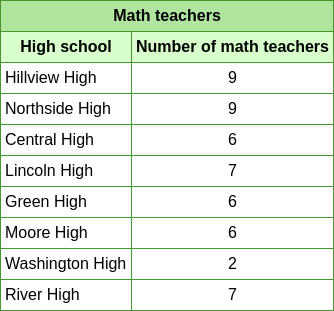 Math teachers
High school Number of math teachers
Hillview High 9
Northside High 9
Central High 6
Lincoln High 7
Green High 6
Moore High 6
Washington High 2
River High 7